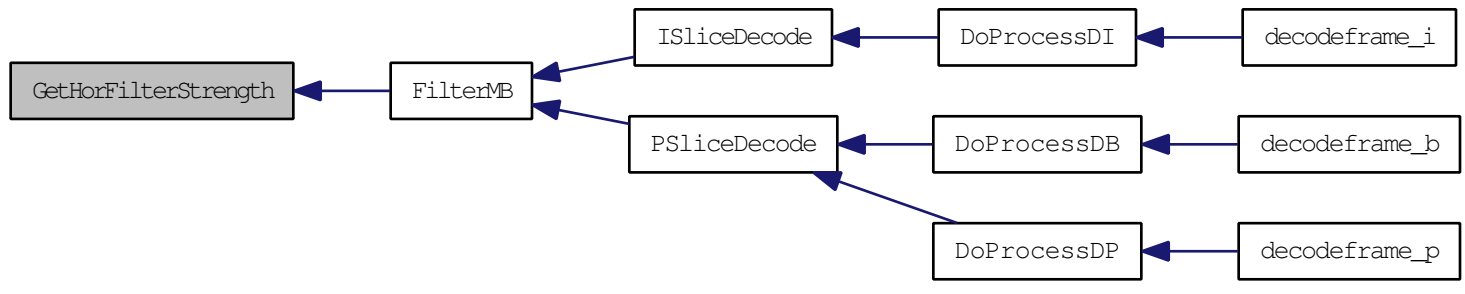 ISliceDecode
DoProcessDI
decodeframe_i
GetHorFilterStrength
FilterMB
PSliceDecode
DoProcessDB
decodeframe_b
DoProcessDP
decodeframe_p